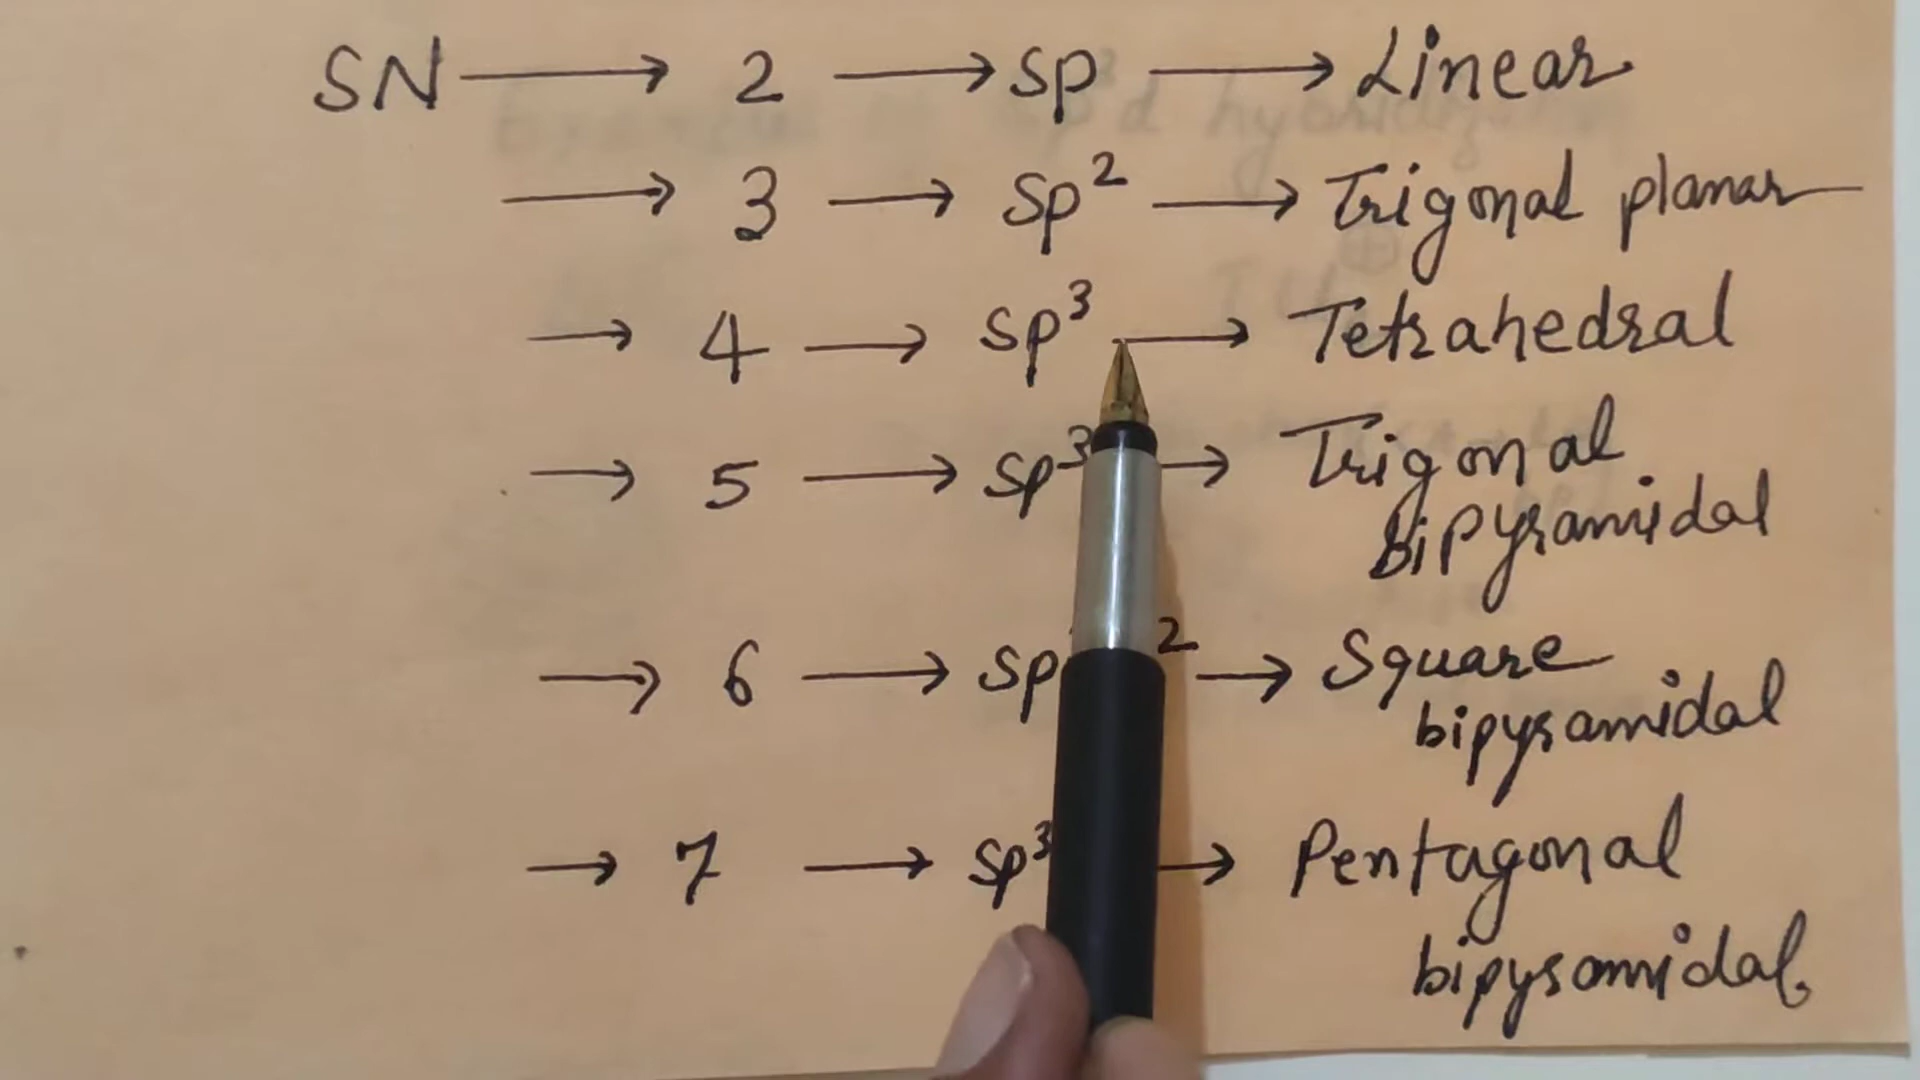 SN → 2 → sp → Linear
→ 3 → sp² → Trigonal planar
→ 4 → sp³ → Tetrahedral
→ 5 → sp³ → Trigonal
bipyramidal
→ 6 → sp 2 → Square
bipyramidal
→ 7 → sp³ → Pentagonal
bipyramidal